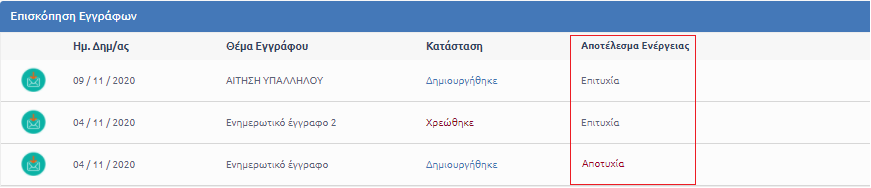 Επισκόπηση Εγγράφων
Ημ. Δημ/ας Θέμα Εγγράφου Κατάσταση Αποτέλεσμα Ενέργειας
09 / 11 / 2020 ΑΙΤΗΣΗ ΥΠΑΛΛΗΛΟΥ Δημιουργήθηκε Επιτυχία
04 / 11 / 2020 Ενημερωτικό έγγραφο 2 Χρεώθηκε Επιτυχία
04 / 11 / 2020 Ενημερωτικό έγγραφο Δημιουργήθηκε Αποτυχία